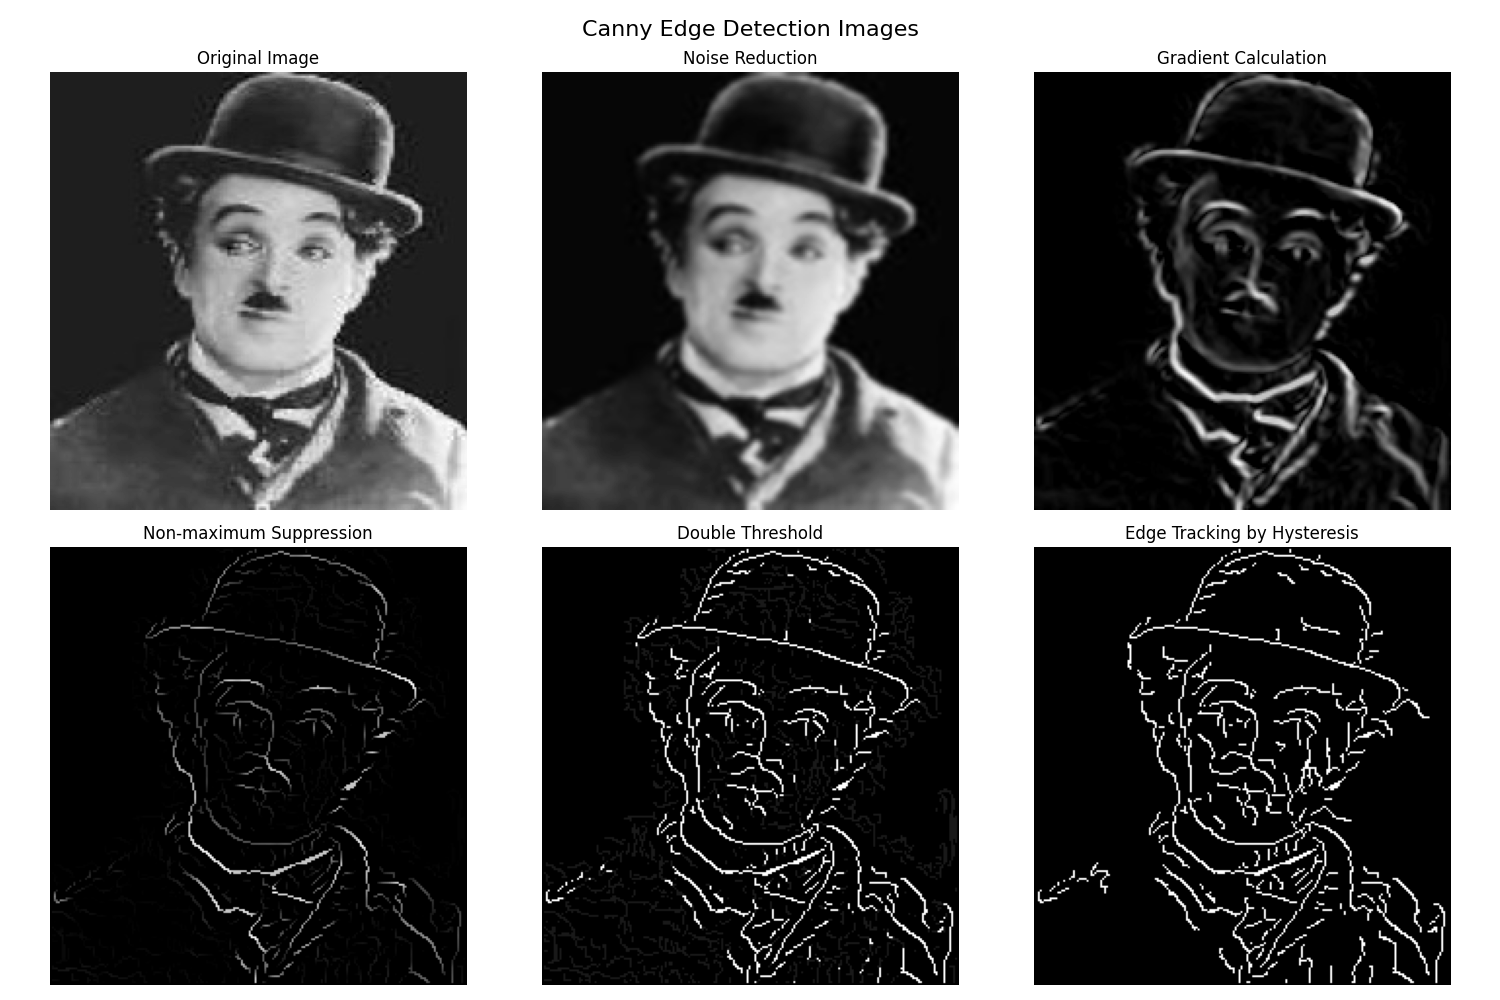 Canny Edge Detection Images
Original Image
Noise Reduction
Gradient Calculation
Non-maximum Suppression
Double Threshold
Edge Tracking by Hysteresis